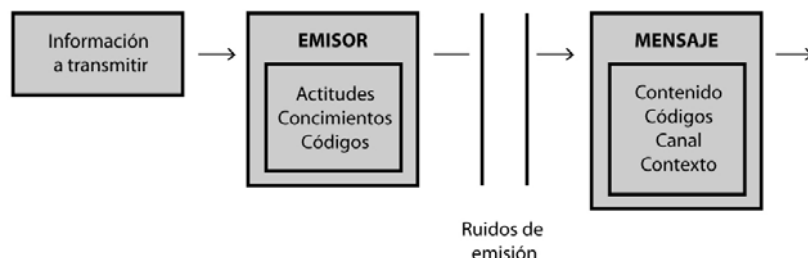 Información
a transmitir
EMISOR
Actitudes
Concimientos
Códigos
Ruidos de
emisión
MENSAJE
Contenido
Códigos
Canal
Contexto